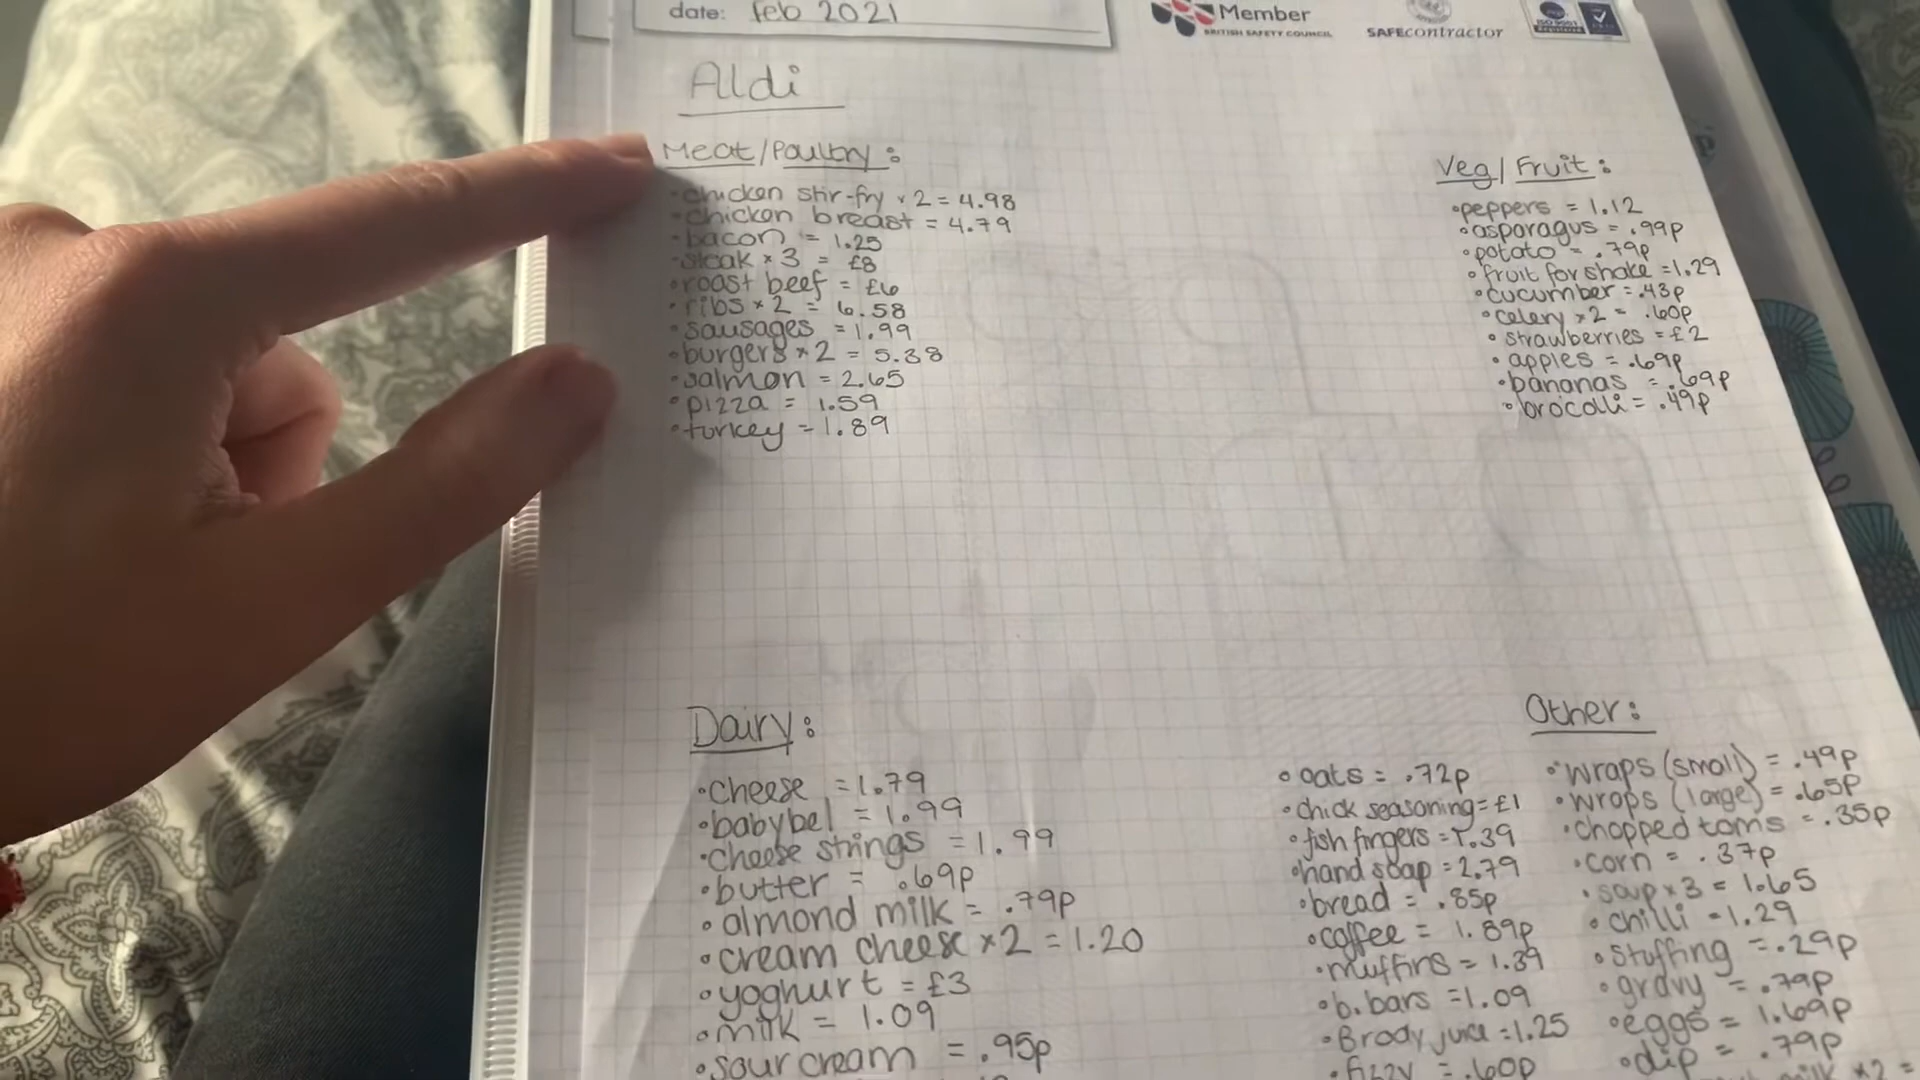 date: feb 2021
Member
BRITISH SAFETY COUNCIL
SAFEcontractor
ISO 9001
Aldi
Meat/Poultry:
chicken stir-fry x2 = 4.98
chicken breast = 4.79
bacon = 1.25
steak x 3 = £8
roast beef = £6
ribs x 2 = 6.58
sausages = 1.99
burgers x 2 = 5.38
salmon = 2.65
pizza = 1.59
turkey = 1.89
Veg/Fruit:
peppers = 1.12
asparagus = .99p
potato = .79p
fruit for shake = 1.29
cucumber = .43p
celery x2 = .60p
strawberries = £2
apples = .69p
bananas = .69p
brocolli = .49p
Dairy:
cheese = 1.79
babybel = 1.99
cheese strings = 1.99
butter = .69p
almond milk = .79p
cream cheese x2 = 1.20
yoghurt = £3
milk = 1.09
sour cream = .95p
Other:
oats = .72p
chick seasoning = £1
fish fingers = 1.39
hand soap = 2.79
bread = .85p
coffee = 1.89p
muffins = 1.39
b.bars = 1.09
Brody juice = 1.25
fizzy = .60p
wraps (small) = .49p
wraps (large) = .65p
chopped toms = .35p
corn = .37p
soup x3 = 1.65
chilli = 1.29
stuffing = .29p
gravy = .79p
eggs = 1.69p
dip = .79p
milk x2 =